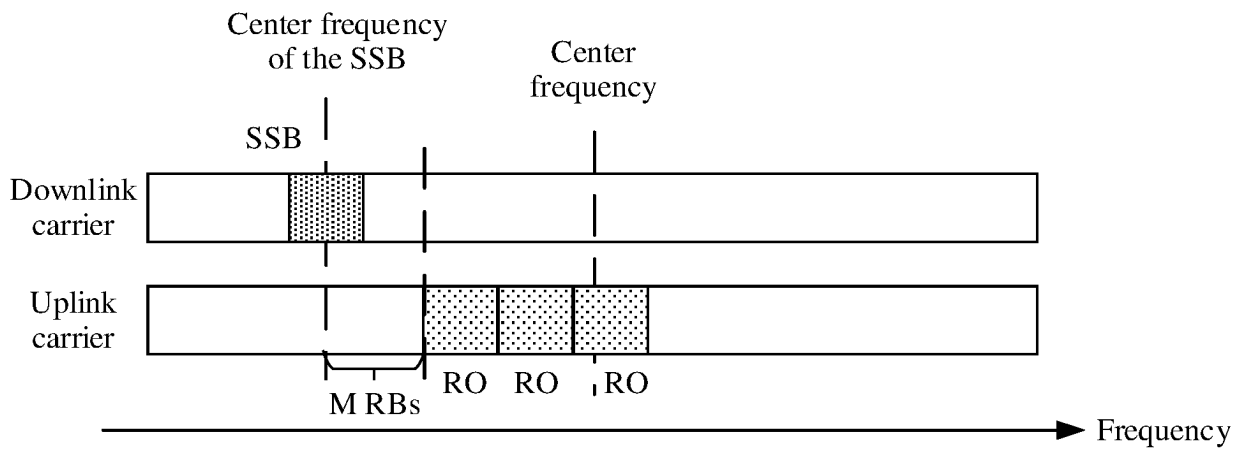 Center frequency
of the SSB
Center
frequency
SSB
Downlink
carrier
Uplink
carrier
RO
RO
RO
M RBs
Frequency